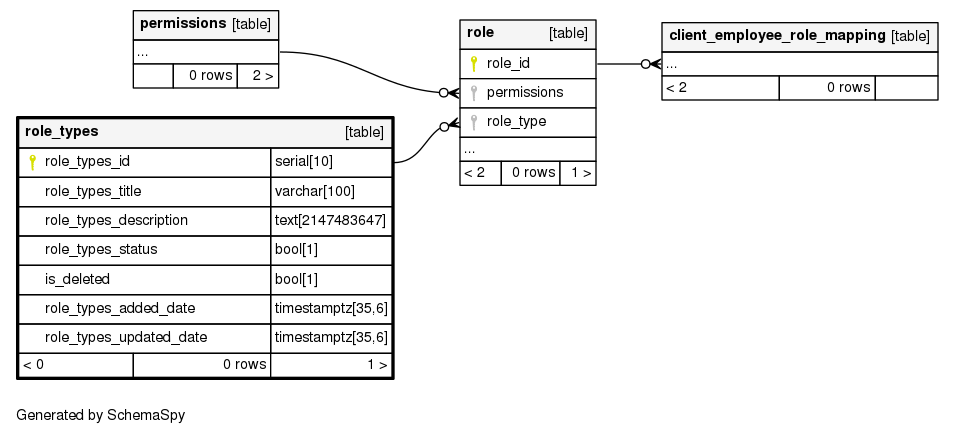 permissions [table]
...
0 rows 2 >
role [table]
role_id
permissions
role_type
...
< 2 0 rows 1 >
client_employee_role_mapping [table]
...
< 2 0 rows
role_types [table]
role_types_id serial[10]
role_types_title varchar[100]
role_types_description text[2147483647]
role_types_status bool[1]
is_deleted bool[1]
role_types_added_date timestamptz[35,6]
role_types_updated_date timestamptz[35,6]
< 0 0 rows 1 >
Generated by SchemaSpy